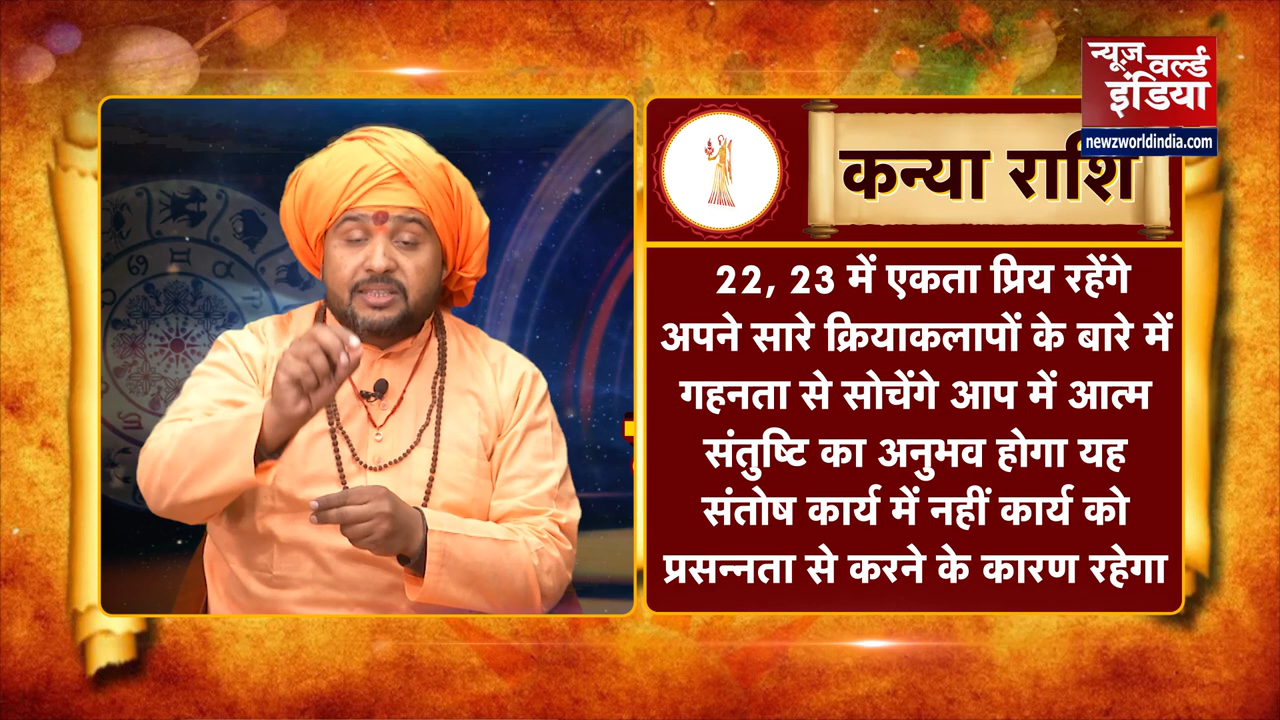 न्यूज़ वर्ल्ड
इंडिया
newzworldindia.com
कन्या राशि
22, 23 में एकता प्रिय रहेंगे
अपने सारे क्रियाकलापों के बारे में
गहनता से सोचेंगे आप में आत्म
संतुष्टि का अनुभव होगा यह
संतोष कार्य में नहीं कार्य को
प्रसन्नता से करने के कारण रहेगा